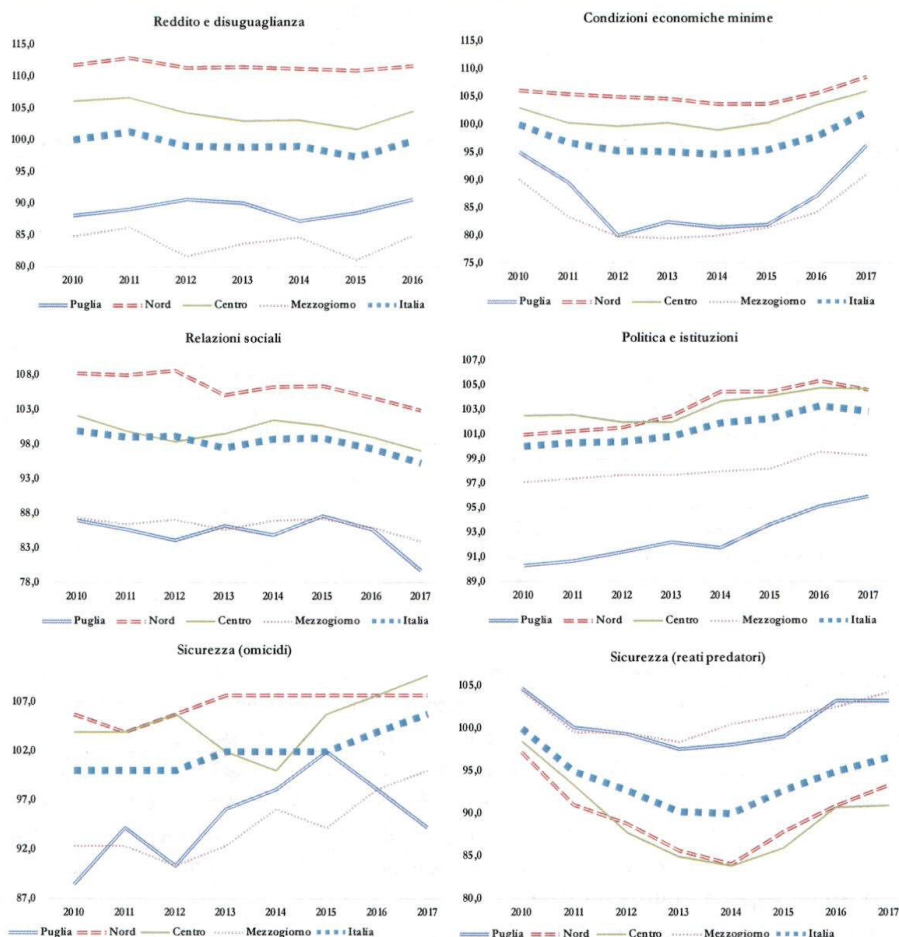 Reddito e disuguaglianza
115,0
110,0
105,0
100,0
95,0
90,0
85,0
80,0
2010 2011 2012 2013 2014 2015 2016
Puglia Nord Centro Mezzogiorno Italia
Condizioni economiche minime
115,0
110,0
105,0
100,0
95,0
90,0
85,0
80,0
75,0
2010 2011 2012 2013 2014 2015 2016 2017
Puglia Nord Centro Mezzogiorno Italia
Relazioni sociali
108,0
103,0
98,0
93,0
88,0
83,0
78,0
2010 2011 2012 2013 2014 2015 2016 2017
Puglia Nord Centro Mezzogiorno Italia
Politica e istituzioni
107,0
105,0
103,0
101,0
99,0
97,0
95,0
93,0
91,0
89,0
2010 2011 2012 2013 2014 2015 2016 2017
Puglia Nord Centro Mezzogiorno Italia
Sicurezza (omicidi)
107,0
102,0
97,0
92,0
87,0
2010 2011 2012 2013 2014 2015 2016 2017
Puglia Nord Centro Mezzogiorno Italia
Sicurezza (reati predatori)
105,0
100,0
95,0
90,0
85,0
80,0
2010 2011 2012 2013 2014 2015 2016 2017
Puglia Nord Centro Mezzogiorno Italia